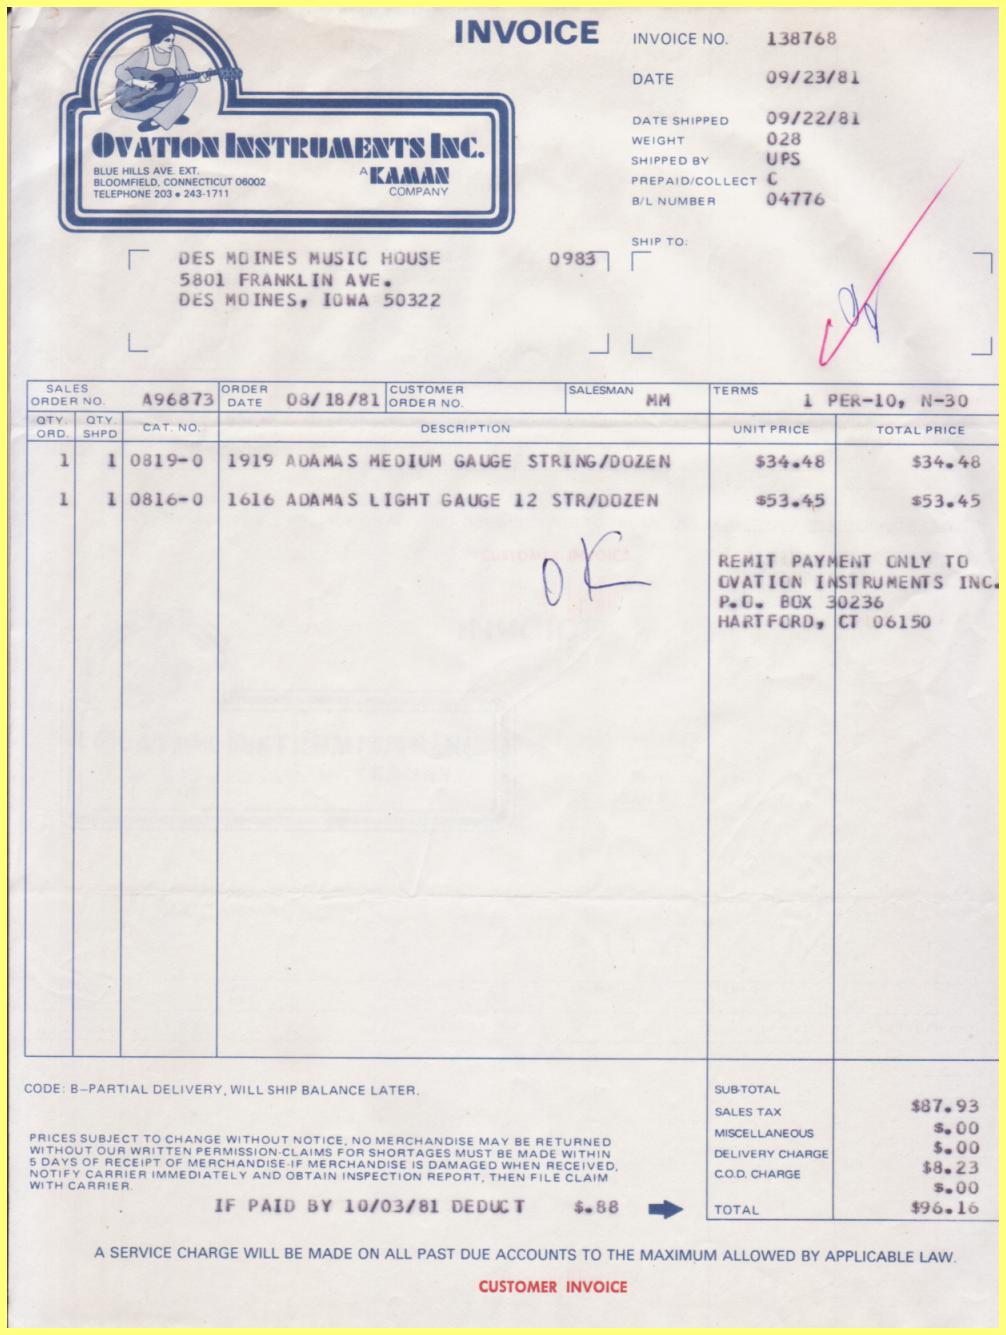 INVOICE
INVOICE NO. 138768
DATE 09/23/81
DATE SHIPPED 09/22/81
WEIGHT 028
SHIPPED BY UPS
PREPAID/COLLECT C
B/L NUMBER 04776
OVATION INSTRUMENTS INC.
BLUE HILLS AVE. EXT.
BLOOMFIELD, CONNECTICUT 06002
TELEPHONE 203 • 243-1711
A KAMAN
COMPANY
SHIP TO:
DES MOINES MUSIC HOUSE 0983
5801 FRANKLIN AVE.
DES MOINES, IOWA 50322
SALES ORDER NO. A96873 ORDER DATE 08/18/81 CUSTOMER ORDER NO. SALESMAN MM TERMS 1 PER-10, N-30
QTY. ORD. QTY. SHPD CAT. NO. DESCRIPTION UNIT PRICE TOTAL PRICE
1 1 0819-0 1919 ADAMAS MEDIUM GAUGE STRING/DOZEN $34.48 $34.48
1 1 0816-0 1616 ADAMAS LIGHT GAUGE 12 STR/DOZEN $53.45 $53.45
OK
REMIT PAYMENT ONLY TO
OVATION INSTRUMENTS INC.
P.O. BOX 30236
HARTFORD, CT 06150
CODE: B-PARTIAL DELIVERY, WILL SHIP BALANCE LATER.
SUB-TOTAL $87.93
SALES TAX $.00
MISCELLANEOUS $.00
DELIVERY CHARGE $8.23
C.O.D. CHARGE $.00
TOTAL $96.16
PRICES SUBJECT TO CHANGE WITHOUT NOTICE, NO MERCHANDISE MAY BE RETURNED
WITHOUT OUR WRITTEN PERMISSION-CLAIMS FOR SHORTAGES MUST BE MADE WITHIN
5 DAYS OF RECEIPT OF MERCHANDISE-IF MERCHANDISE IS DAMAGED WHEN RECEIVED,
NOTIFY CARRIER IMMEDIATELY AND OBTAIN INSPECTION REPORT, THEN FILE CLAIM
WITH CARRIER.
IF PAID BY 10/03/81 DEDUCT $.88
A SERVICE CHARGE WILL BE MADE ON ALL PAST DUE ACCOUNTS TO THE MAXIMUM ALLOWED BY APPLICABLE LAW.
CUSTOMER INVOICE